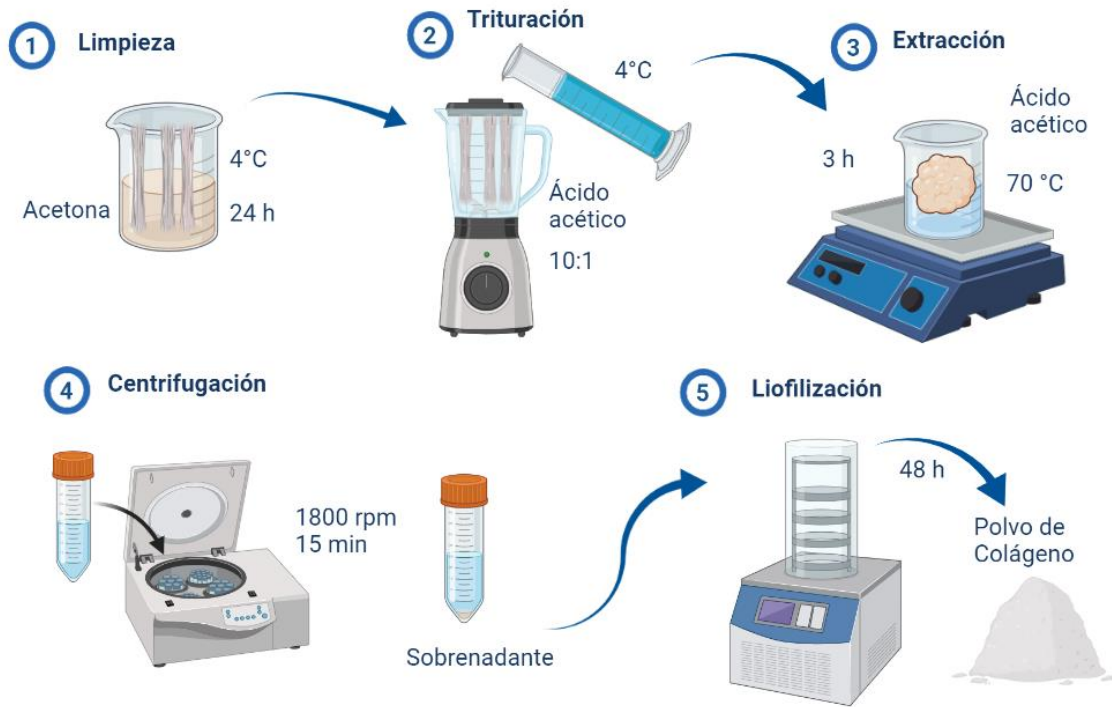 1 Limpieza
Acetona
4°C
24 h
2 Trituración
4°C
Ácido
acético
10:1
3 Extracción
3 h
Ácido
acético
70 °C
4 Centrifugación
1800 rpm
15 min
Sobrenadante
5 Liofilización
48 h
Polvo de
Colágeno